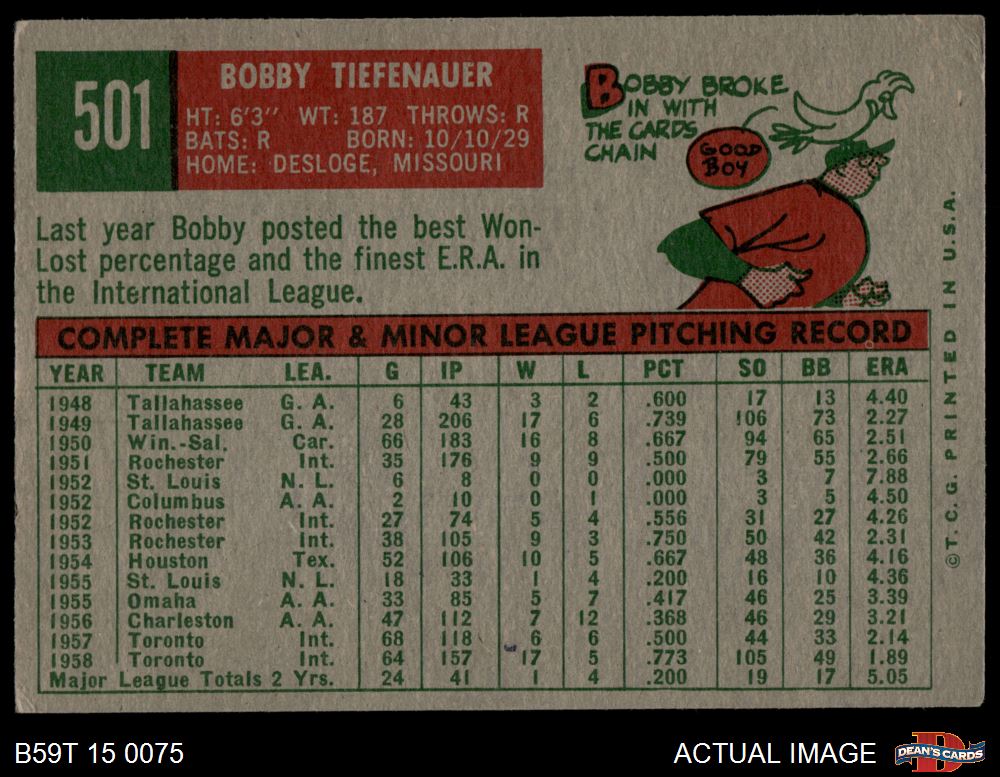 501
BOBBY TIEFENAUER
HT: 6'3" WT: 187 THROWS: R
BATS: R BORN: 10/10/29
HOME: DESLOGE, MISSOURI
BOBBY BROKE
IN WITH
THE CARDS
CHAIN
GOOD
BOY
Last year Bobby posted the best Won-
Lost percentage and the finest E.R.A. in
the International League.
COMPLETE MAJOR & MINOR LEAGUE PITCHING RECORD
YEAR TEAM LEA. G IP W L PCT SO BB ERA
1948 Tallahassee G. A. 6 43 3 2 .600 17 13 4.40
1949 Tallahassee G. A. 28 206 17 6 .739 106 73 2.27
1950 Win.-Sal. Car. 66 183 16 8 .667 94 65 2.51
1951 Rochester Int. 35 176 9 9 .500 79 55 2.66
1952 St. Louis N. L. 6 8 0 0 .000 3 7 7.88
1952 Columbus A. A. 2 10 0 1 .000 3 5 4.50
1952 Rochester Int. 27 74 5 4 .556 31 27 4.26
1953 Rochester Int. 38 105 9 3 .750 50 42 2.31
1954 Houston Tex. 52 106 10 5 .667 48 36 4.16
1955 St. Louis N. L. 18 33 1 4 .200 16 10 4.36
1955 Omaha A. A. 33 85 5 7 .417 46 25 3.39
1956 Charleston A. A. 47 112 7 12 .368 46 29 3.21
1957 Toronto Int. 68 118 6 6 .500 44 33 2.14
1958 Toronto Int. 64 157 17 5 .773 105 49 1.89
Major League Totals 2 Yrs. 24 41 1 4 .200 19 17 5.05
©T.C.G. PRINTED IN U.S.A.
B59T 15 0075
ACTUAL IMAGE
D
DEAN'S CARDS